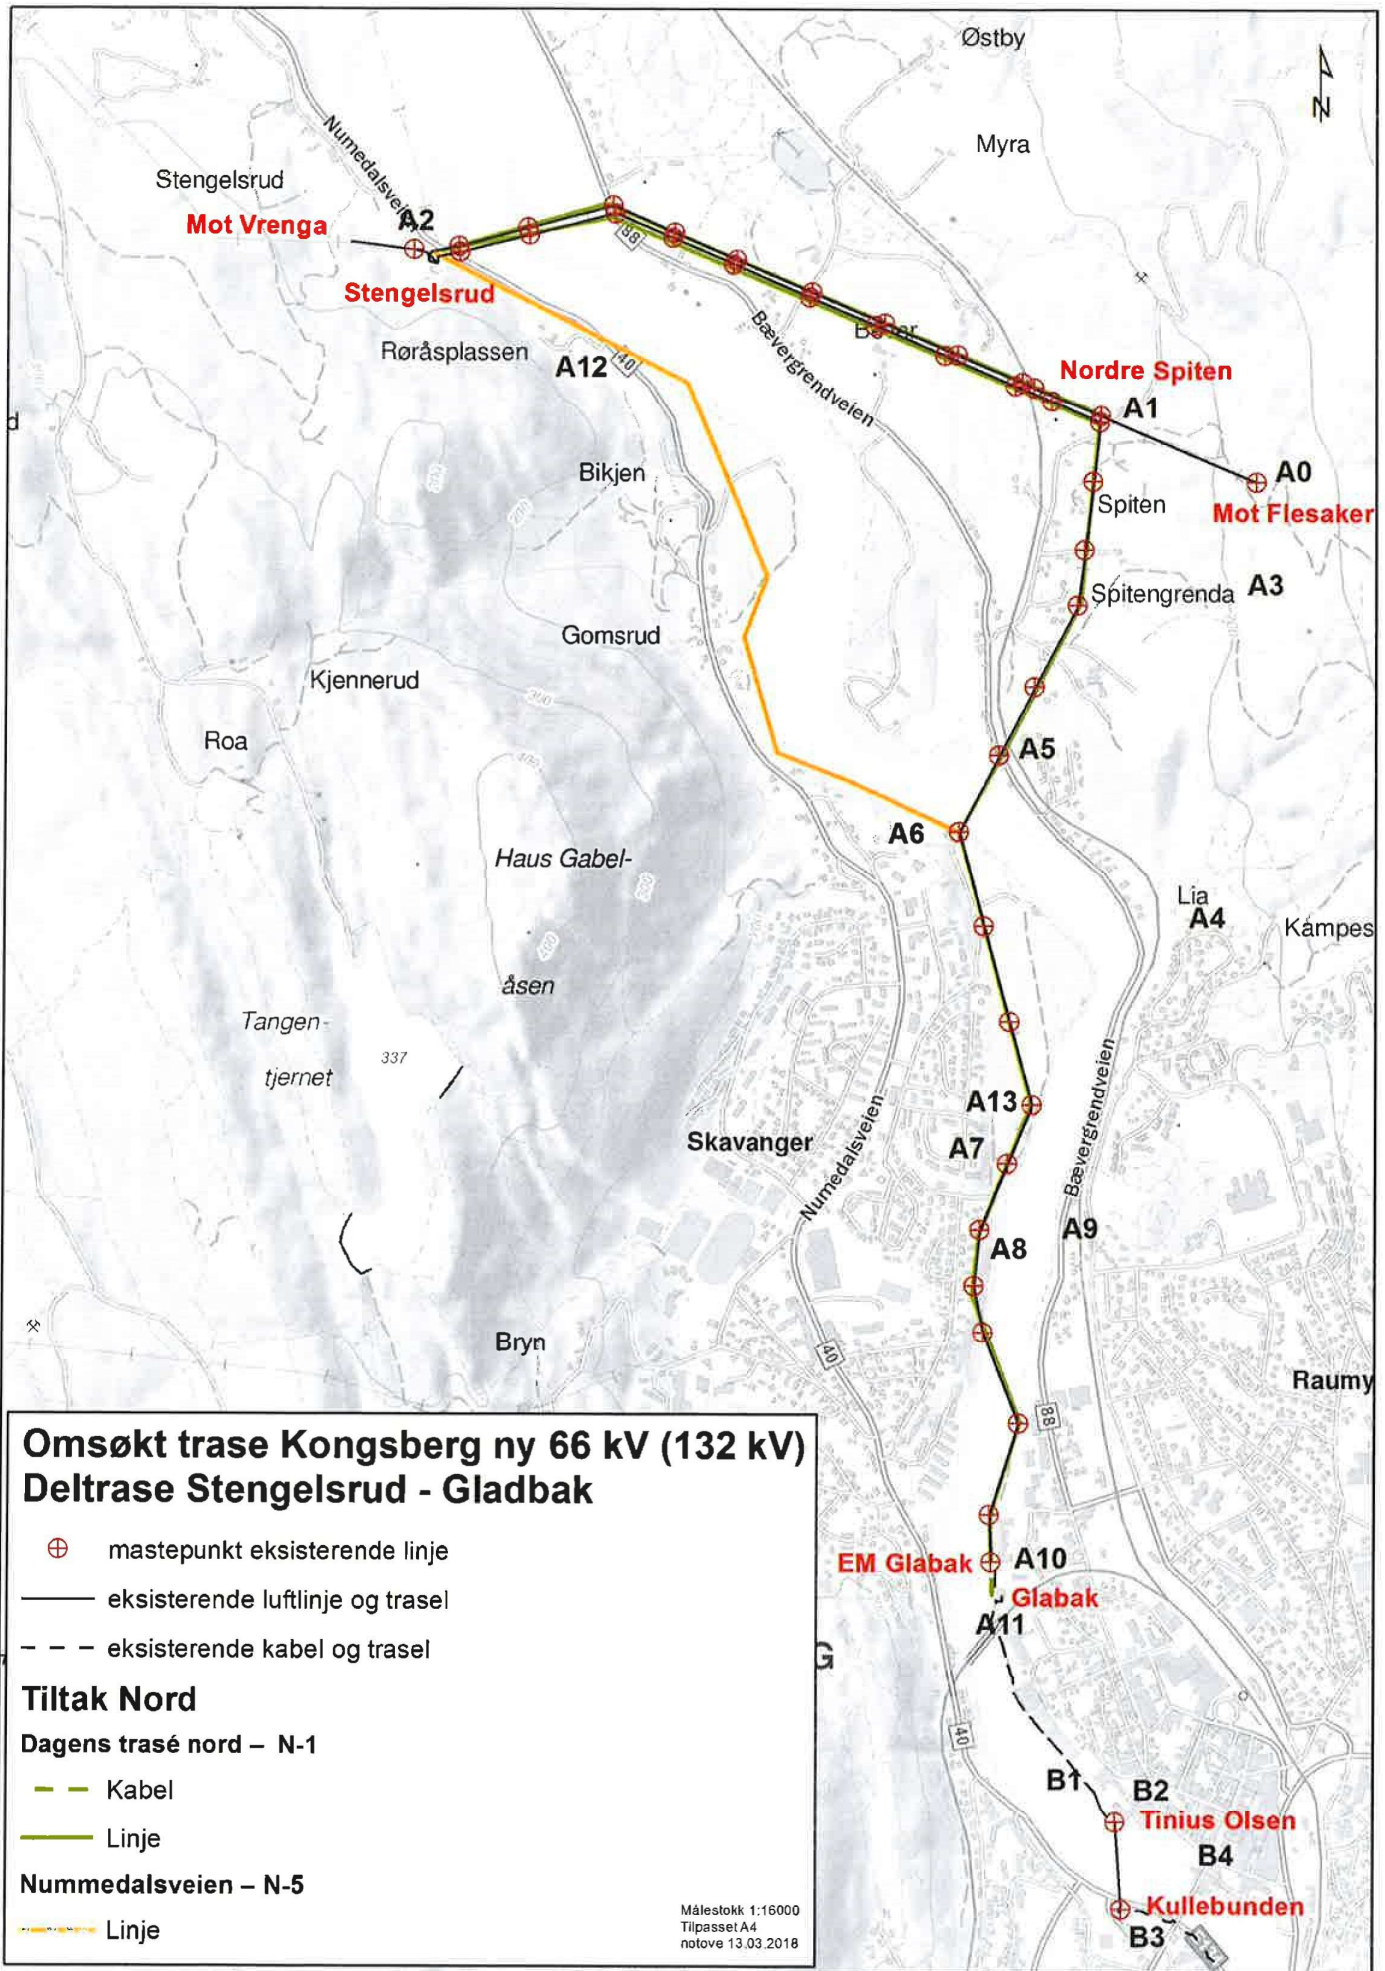 Østby
N
Myra
Numedalsveien
Stengelsrud
Mot Vrenga
A2
88
Stengelsrud
Røråsplassen
A12
40
Bævergrendveien
Nordre Spiten
A1
A0
Bikjen
200
Spiten
Mot Flesaker
A3
Spitengrenda
Gomsrud
Kjennerud
Roa
A5
A6
Haus Gabel-
200
Lia
A4
Kampes
200
åsen
Tangen-
337
tjernet
A13
Skavanger
A7
Numedalsveien
Bævergrendveien
A9
A8
Bryn
40
Raumy
88
Omsøkt trase Kongsberg ny 66 kV (132 kV)
Deltrase Stengelsrud - Gladbak
mastepunkt eksisterende linje
eksisterende luftlinje og trasel
eksisterende kabel og trasel
Tiltak Nord
Dagens trasé nord – N-1
Kabel
Linje
Nummedalsveien – N-5
Linje
Målestokk 1:16000
Tilpasset A4
notove 13.03.2018
EM Glabak
A10
Glabak
A11
G
40
B1
B2
Tinius Olsen
B4
Kullebunden
B3